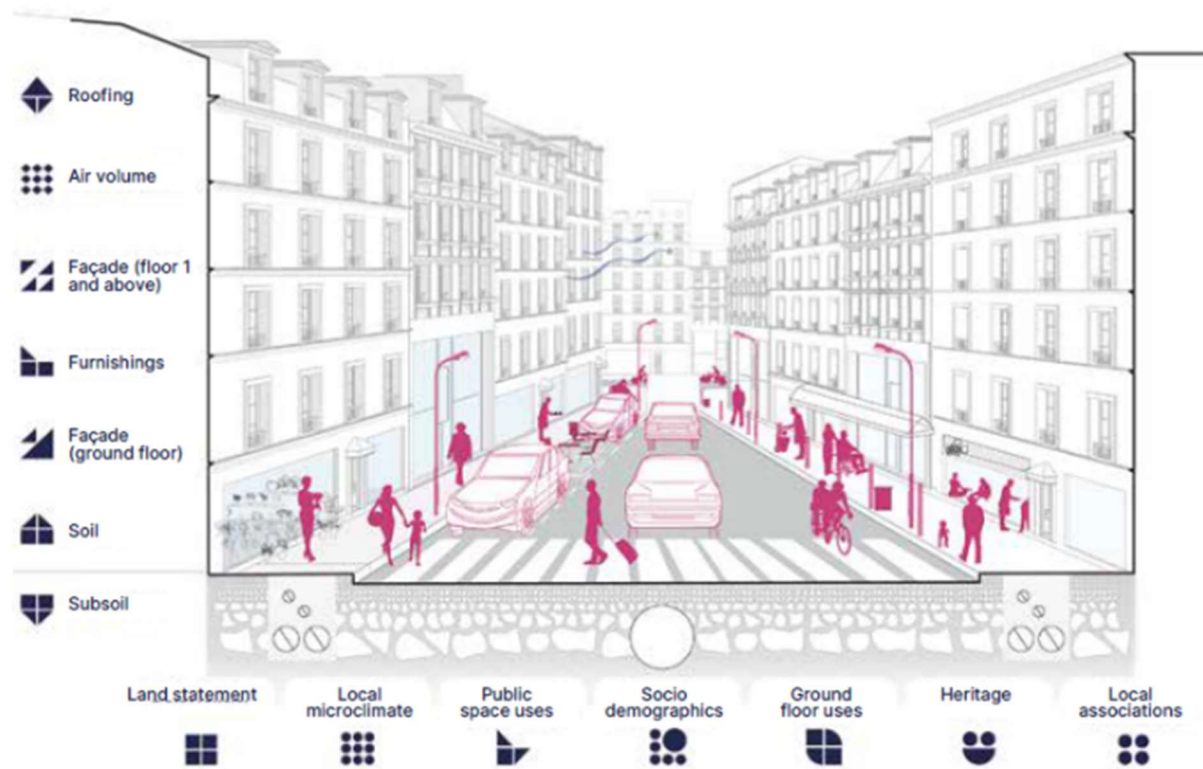 Roofing
Air volume
Façade (floor 1
and above)
Furnishings
Façade
(ground floor)
Soil
Subsoil
Land statement
Local
microclimate
Public
space uses
Socio
demographics
Ground
floor uses
Heritage
Local
associations